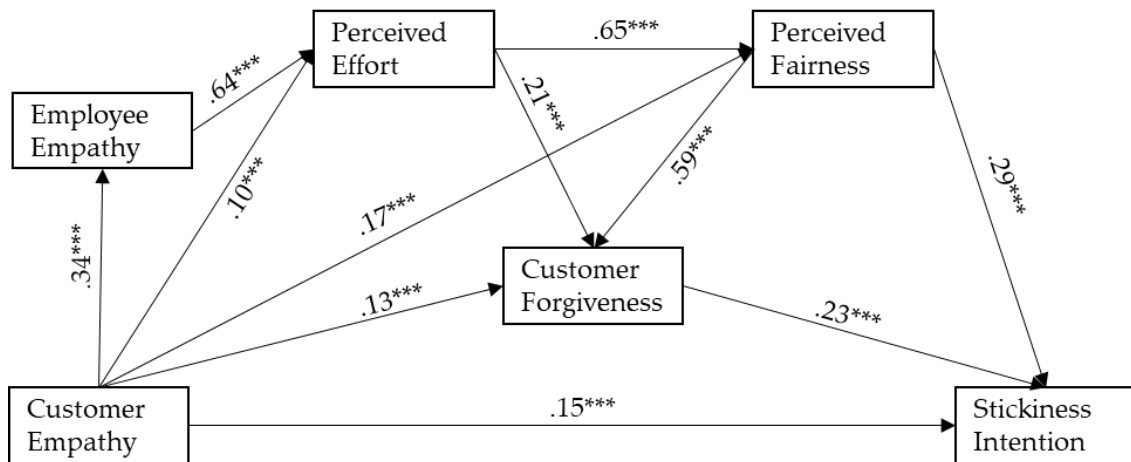 Perceived
Effort
.65***
Perceived
Fairness
.64***
.21***
Employee
Empathy
.10***
.59***
.29***
.17***
.34***
Customer
Forgiveness
.13***
.23***
Customer
Empathy
.15***
Stickiness
Intention